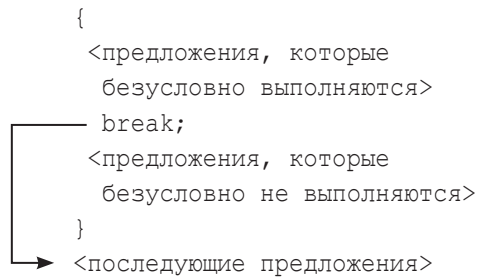 {
<предложения, которые
безусловно выполняются>
break;
<предложения, которые
безусловно не выполняются>
}
<последующие предложения>